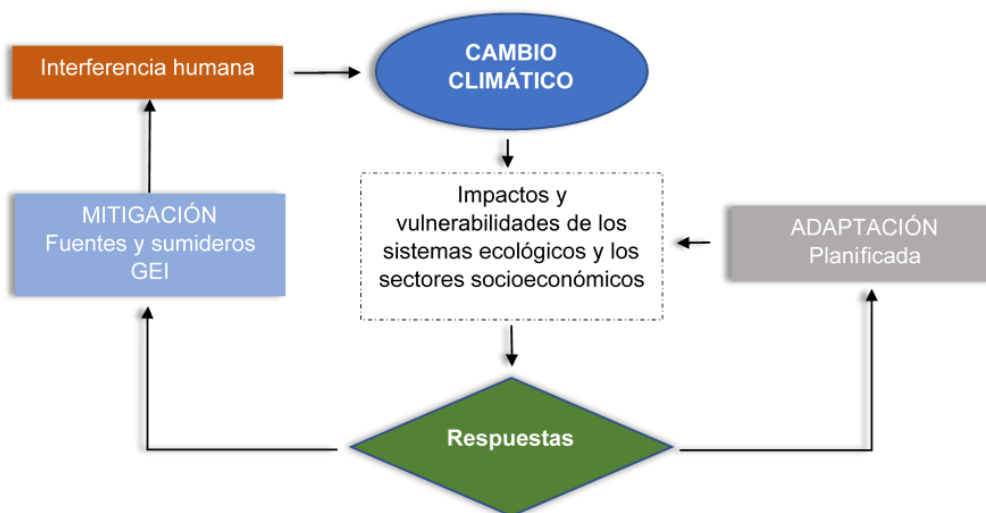 Interferencia humana
CAMBIO
CLIMÁTICO
MITIGACIÓN
Fuentes y sumideros
GEI
Impactos y
vulnerabilidades de los
sistemas ecológicos y los
sectores socioeconómicos
ADAPTACIÓN
Planificada
Respuestas